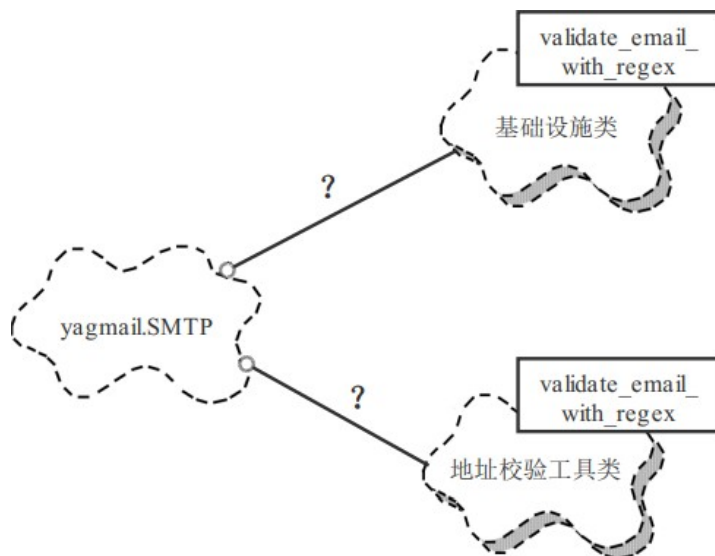 validate_email_
with_regex
基础设施类
?
yagmail.SMTP
?
validate_email_
with_regex
地址校验工具类